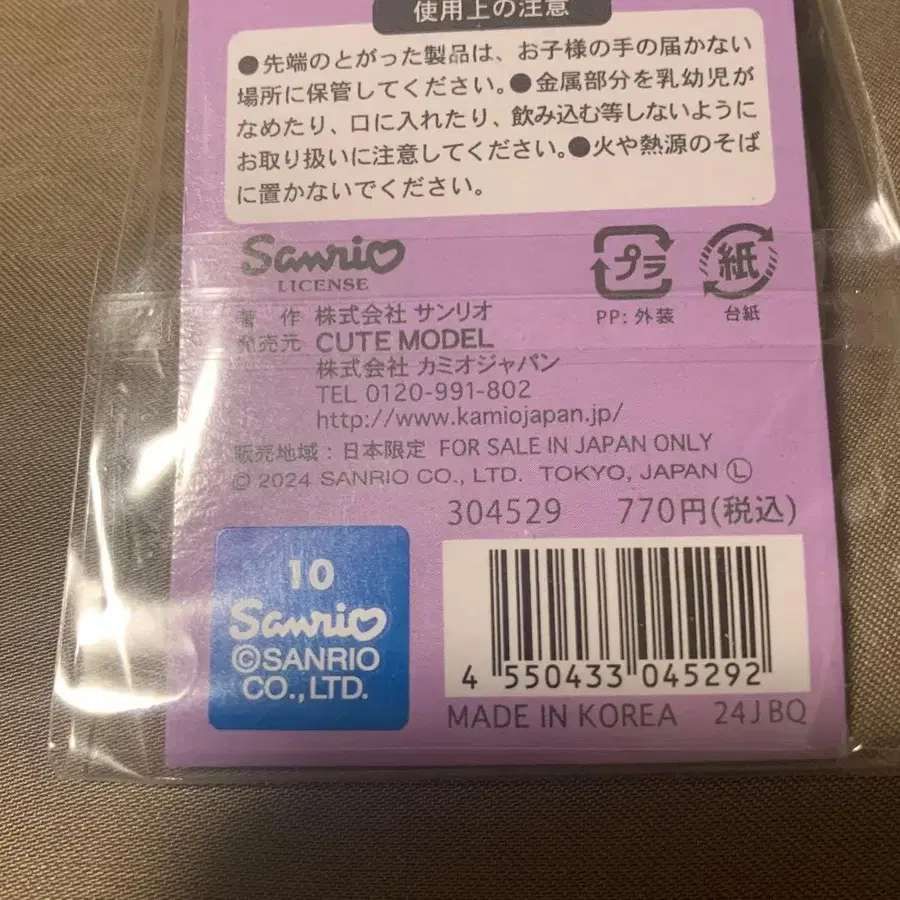 使用上の注意
●先端のとがった製品は、お子様の手の届かない
場所に保管してください。●金属部分を乳幼児が
なめたり、口に入れたり、飲み込む等しないように
お取り扱いに注意してください。●火や熱源のそば
に置かないでください。
Sanrio
LICENSE
プラ
紙
PP: 外装
台紙
著 作 株式会社 サンリオ
発売元 CUTE MODEL
株式会社 カミオジャパン
TEL 0120-991-802
http://www.kamiojapan.jp/
販売地域：日本限定 FOR SALE IN JAPAN ONLY
© 2024 SANRIO CO., LTD. TOKYO, JAPAN Ⓛ
304529 770円(税込)
10
Sanrio
©SANRIO
CO., LTD.
4 550433 045292
MADE IN KOREA 24J BQ